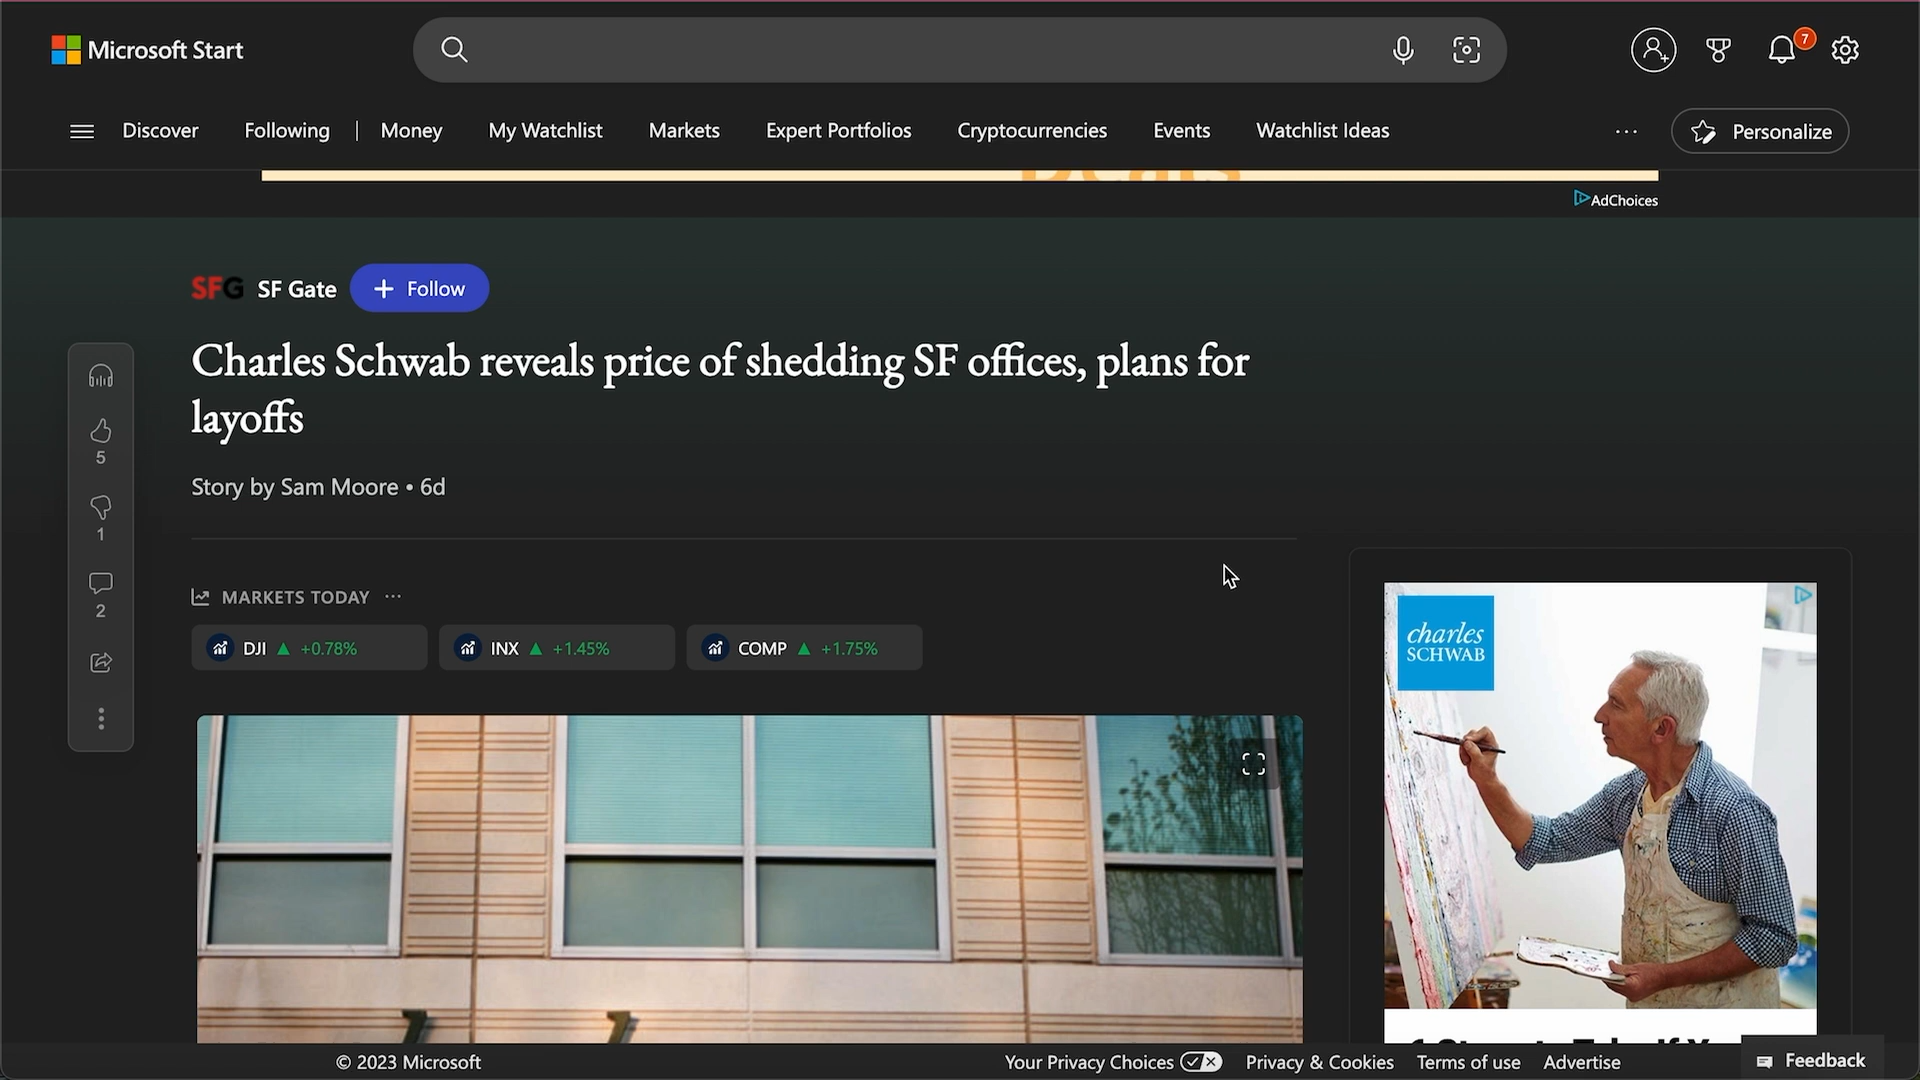 Microsoft Start
7
Discover
Following
Money
My Watchlist
Markets
Expert Portfolios
Cryptocurrencies
Events
Watchlist Ideas
Personalize
AdChoices
SFG
SF Gate
Follow
Charles Schwab reveals price of shedding SF offices, plans for
layoffs
Story by Sam Moore • 6d
5
1
2
MARKETS TODAY
DJI +0.78%
INX +1.45%
COMP +1.75%
charles
SCHWAB
© 2023 Microsoft
Your Privacy Choices
Privacy & Cookies
Terms of use
Advertise
Feedback